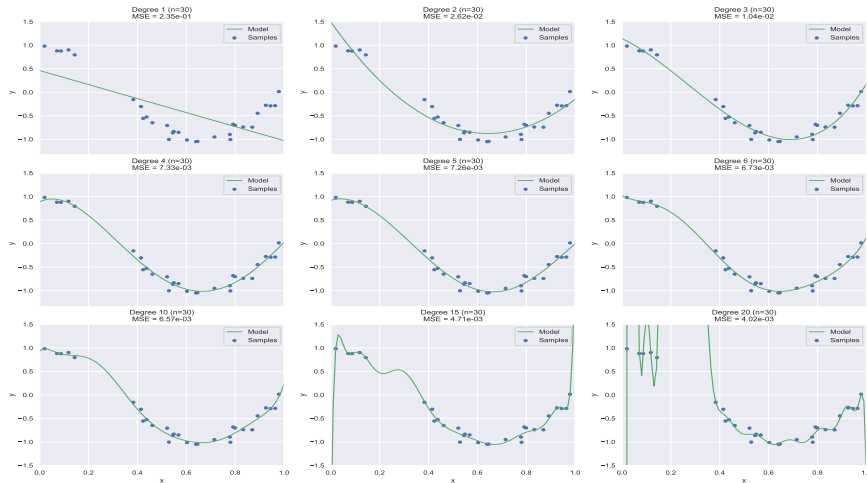 Degree 1 (n=30)
MSE = 2.35e-01
Degree 2 (n=30)
MSE = 2.62e-02
Degree 3 (n=30)
MSE = 1.04e-02
1.5
1.0
0.5
0.0
−0.5
−1.0
y
Model
Samples
1.5
1.0
0.5
0.0
−0.5
−1.0
y
Model
Samples
1.5
1.0
0.5
0.0
−0.5
−1.0
y
Model
Samples
Degree 4 (n=30)
MSE = 7.33e-03
Degree 5 (n=30)
MSE = 7.26e-03
Degree 6 (n=30)
MSE = 6.73e-03
1.5
1.0
0.5
0.0
−0.5
−1.0
y
Model
Samples
1.5
1.0
0.5
0.0
−0.5
−1.0
y
Model
Samples
1.5
1.0
0.5
0.0
−0.5
−1.0
y
Model
Samples
Degree 10 (n=30)
MSE = 6.57e-03
Degree 15 (n=30)
MSE = 4.71e-03
Degree 20 (n=30)
MSE = 4.02e-03
1.5
1.0
0.5
0.0
−0.5
−1.0
−1.5
y
Model
Samples
0.0 0.2 0.4 0.6 0.8 1.0
x
1.5
1.0
0.5
0.0
−0.5
−1.0
−1.5
y
Model
Samples
0.0 0.2 0.4 0.6 0.8 1.0
x
1.5
1.0
0.5
0.0
−0.5
−1.0
−1.5
y
Model
Samples
0.0 0.2 0.4 0.6 0.8 1.0
x